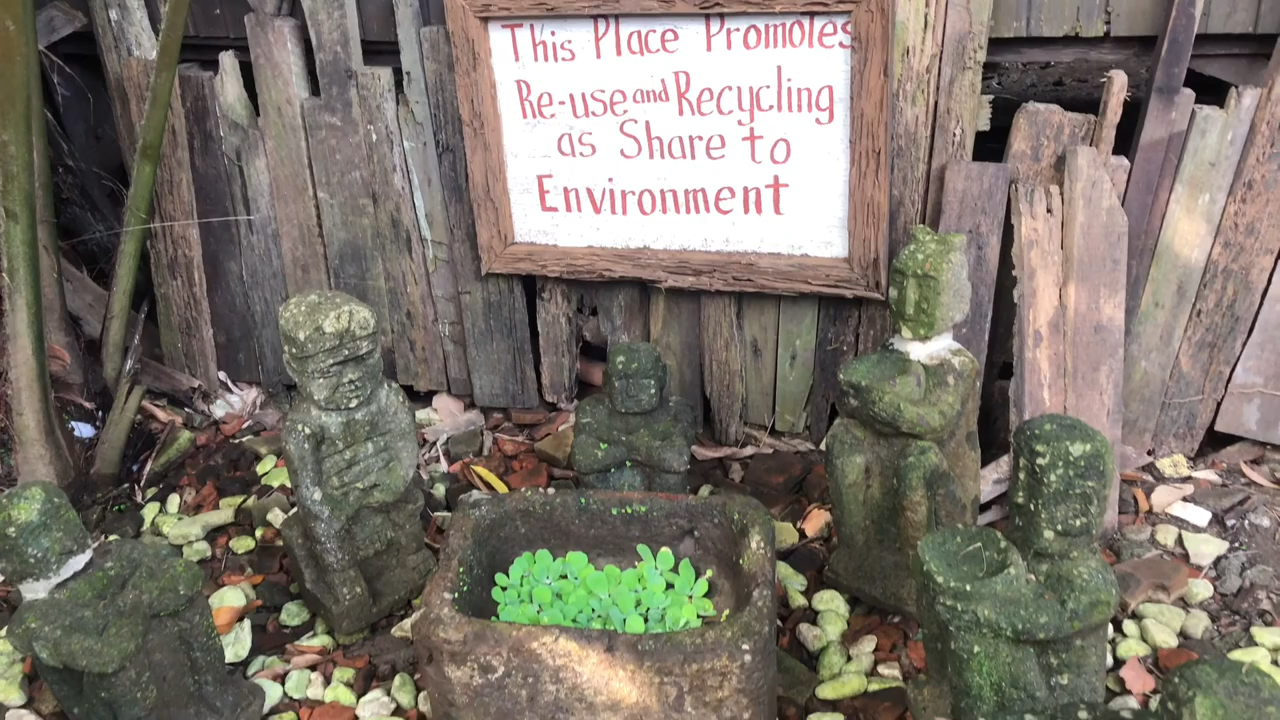 This Place Promotes
Re-use and Recycling
as Share to
Environment